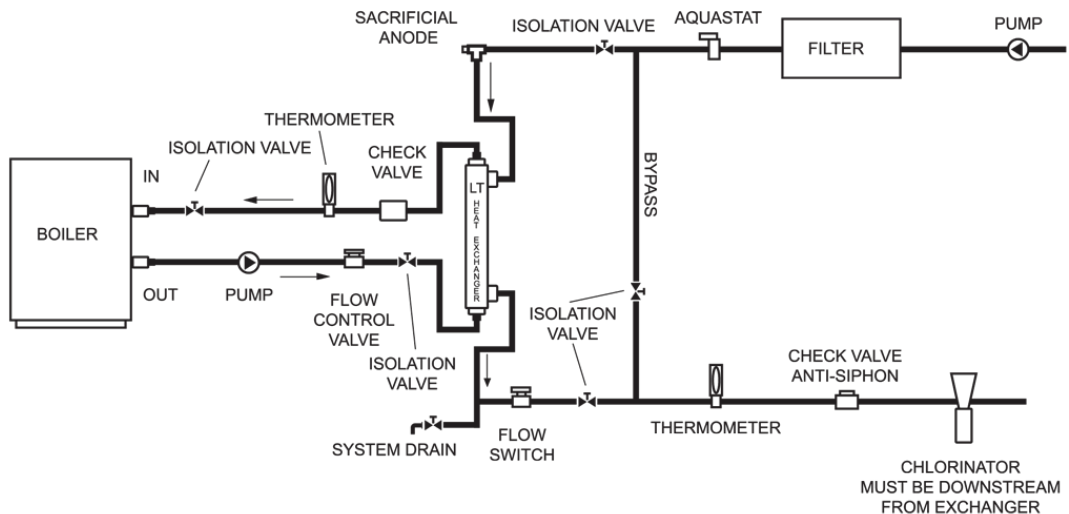 SACRIFICIAL
ANODE
ISOLATION VALVE
AQUASTAT
FILTER
PUMP
THERMOMETER
ISOLATION VALVE
CHECK
VALVE
IN
BOILER
OUT
PUMP
FLOW
CONTROL
VALVE
ISOLATION
VALVE
LT
HEAT EXCHANGER
BYPASS
ISOLATION
VALVE
SYSTEM DRAIN
FLOW
SWITCH
THERMOMETER
CHECK VALVE
ANTI-SIPHON
CHLORINATOR
MUST BE DOWNSTREAM
FROM EXCHANGER